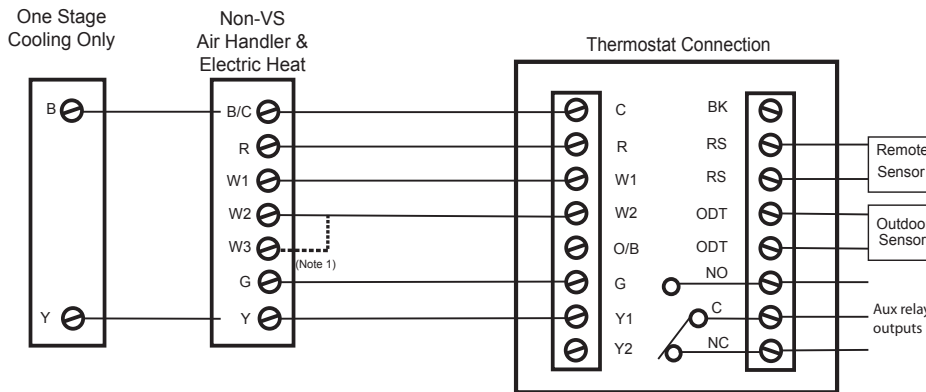 One Stage
Cooling Only
Non-VS
Air Handler &
Electric Heat
Thermostat Connection
B
Y
B/C
R
W1
W2
W3
(Note 1)
G
Y
C
R
W1
W2
O/B
G
Y1
Y2
BK
RS
RS
ODT
ODT
NO
C
NC
Remote
Sensor
Outdoo
Sensor
Aux relay
outputs